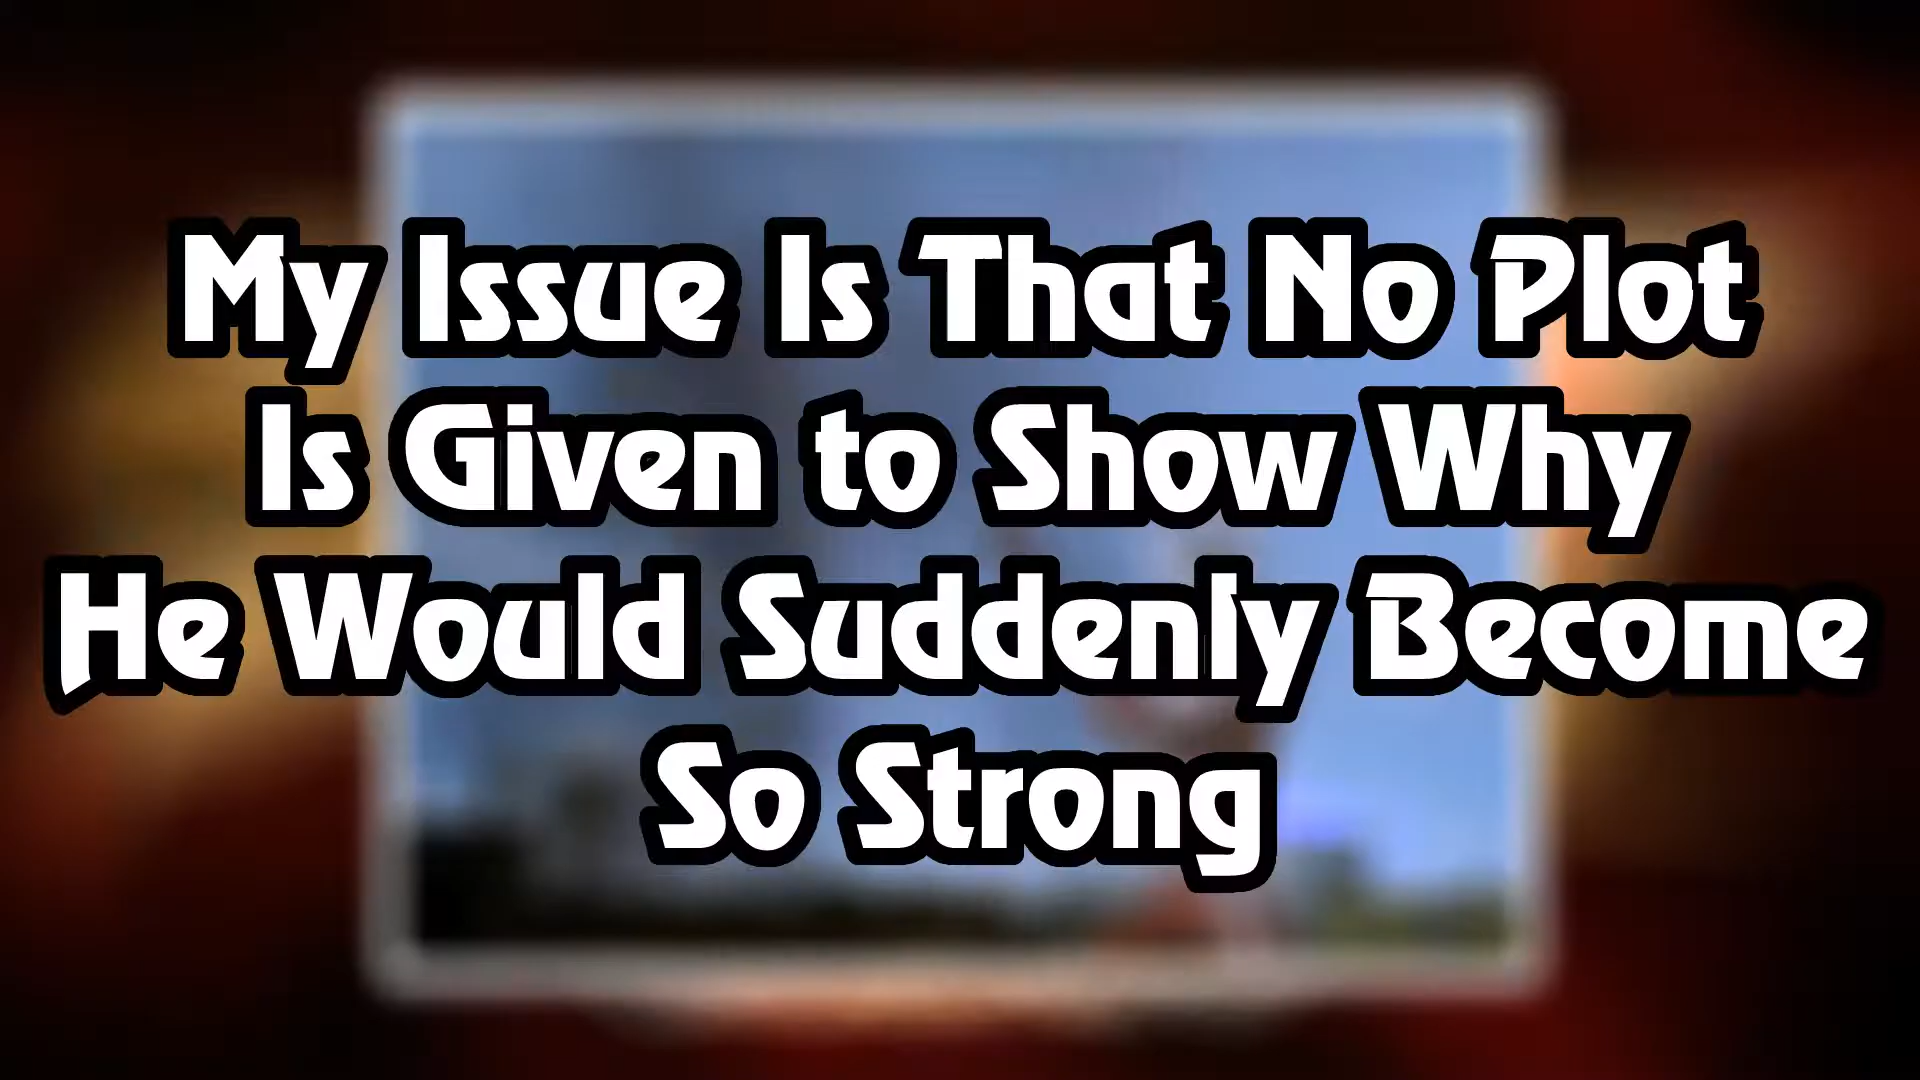 My Issue Is That No Plot
Is Given to Show Why
He Would Suddenly Become
So Strong